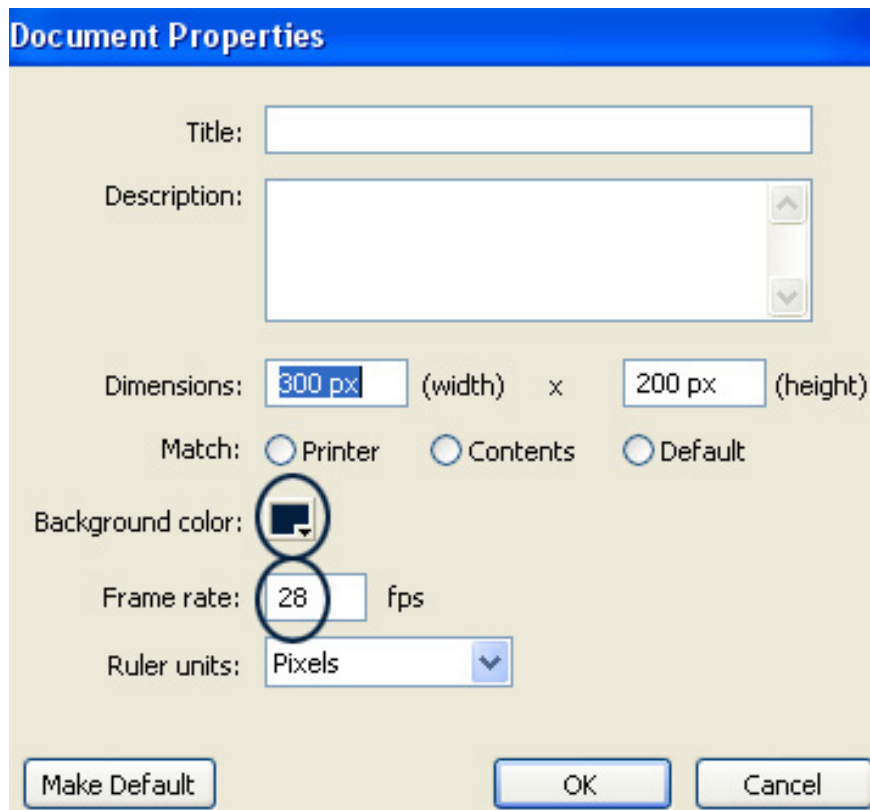 Document Properties
Title:
Description:
Dimensions: 300 px (width) x 200 px (height)
Match: Printer Contents Default
Background color:
Frame rate: 28 fps
Ruler units: Pixels
Make Default OK Cancel